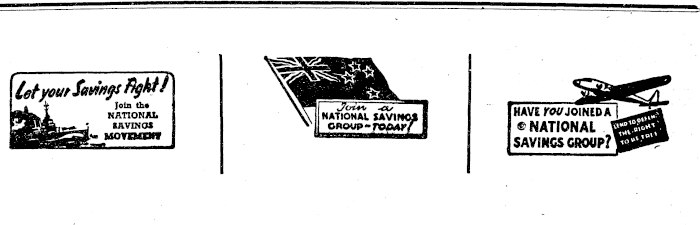 Let your Savings Fight!
Join the
NATIONAL
SAVINGS
MOVEMENT
Join a
NATIONAL SAVINGS
GROUP-TODAY!
HAVE YOU JOINED A
NATIONAL
SAVINGS GROUP?
LEND TO DEFEND
THE RIGHT
TO BE FREE